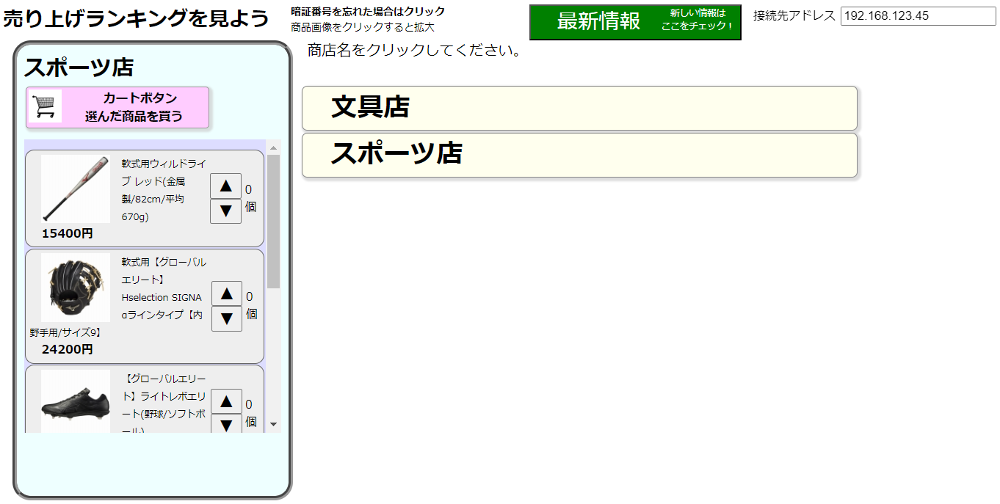 売り上げランキングを見よう
暗証番号を忘れた場合はクリック
商品画像をクリックすると拡大
最新情報
新しい情報は
ここをチェック！
接続先アドレス 192.168.123.45
商店名をクリックしてください。
スポーツ店
カートボタン
選んだ商品を買う
軟式用ウィルドライ
ブ レッド(金属
製/82cm/平均
670g)
▲
▼
0
個
15400円
軟式用【グローバル
エリート】
Hselection SIGNA
αラインタイプ【内
野手用/サイズ9】
▲
▼
0
個
24200円
【グローバルエリー
ト】ライトレボエリ
ート(野球/ソフトボ
ール)
▲
▼
0
個
文具店
スポーツ店